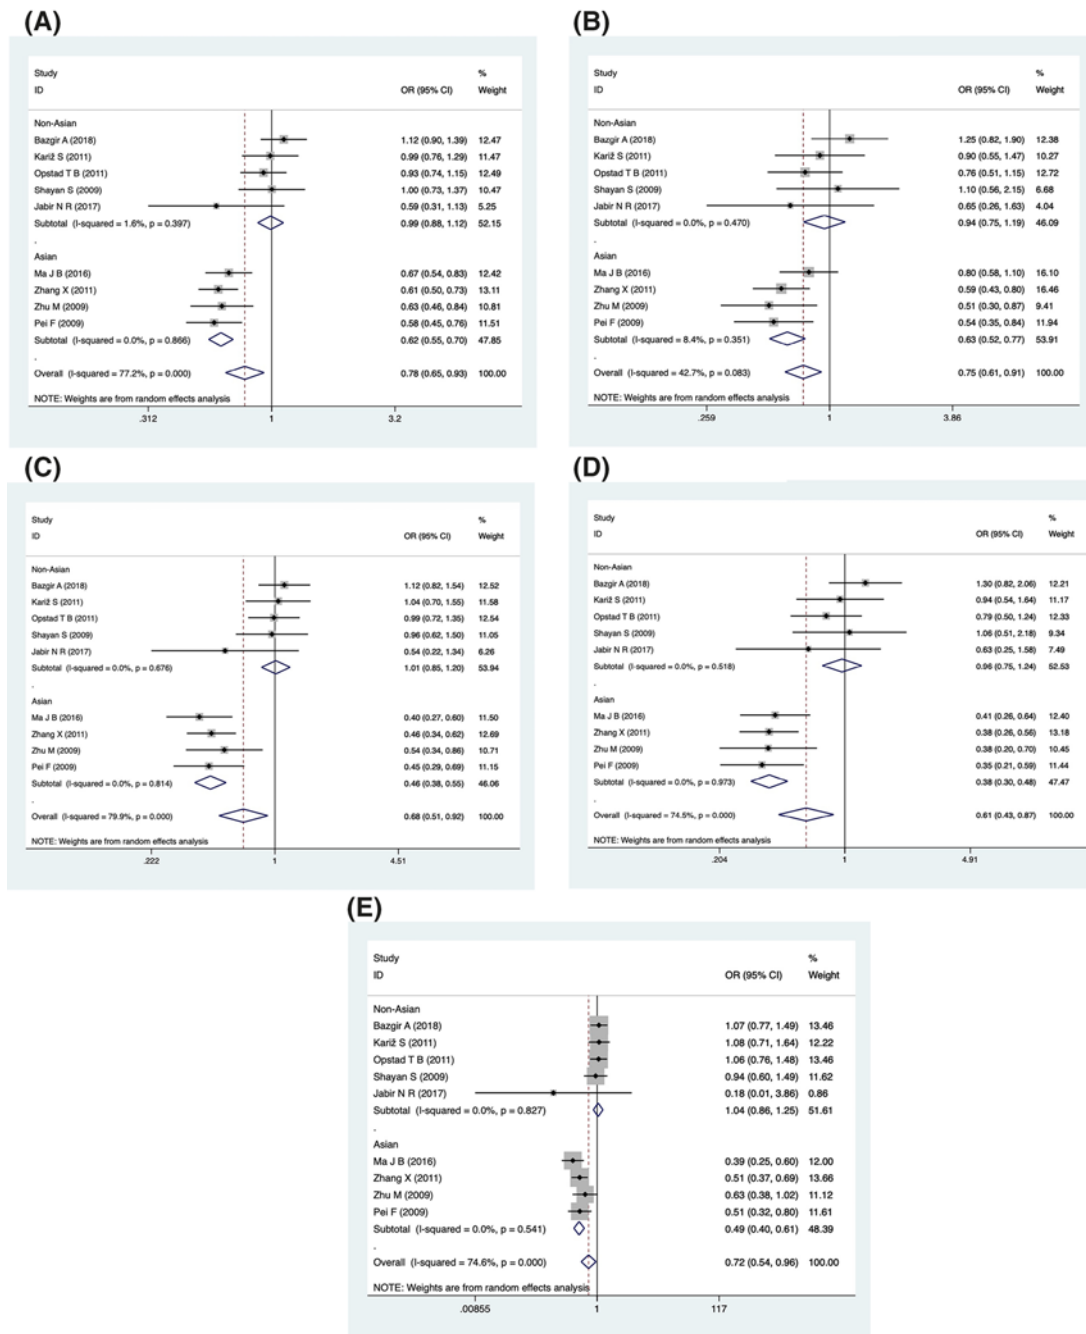 (A)
Study %
ID OR (95% CI) Weight
Non-Asian
Bazgir A (2018) 1.12 (0.90, 1.39) 12.47
Kariž S (2011) 0.99 (0.76, 1.29) 11.47
Opstad T B (2011) 0.93 (0.74, 1.15) 12.49
Shayan S (2009) 1.00 (0.73, 1.37) 10.47
Jabir N R (2017) 0.59 (0.31, 1.13) 5.25
Subtotal (I-squared = 1.6%, p = 0.397) 0.99 (0.88, 1.12) 52.15
.
Asian
Ma J B (2016) 0.67 (0.54, 0.83) 12.42
Zhang X (2011) 0.61 (0.50, 0.73) 13.11
Zhu M (2009) 0.63 (0.46, 0.84) 10.81
Pei F (2009) 0.58 (0.45, 0.76) 11.51
Subtotal (I-squared = 0.0%, p = 0.866) 0.62 (0.55, 0.70) 47.85
.
Overall (I-squared = 77.2%, p = 0.000) 0.78 (0.65, 0.93) 100.00
NOTE: Weights are from random effects analysis
.312 1 3.2
(B)
Study %
ID OR (95% CI) Weight
Non-Asian
Bazgir A (2018) 1.25 (0.82, 1.90) 12.38
Kariž S (2011) 0.90 (0.55, 1.47) 10.27
Opstad T B (2011) 0.76 (0.51, 1.15) 12.72
Shayan S (2009) 1.10 (0.56, 2.15) 6.68
Jabir N R (2017) 0.65 (0.26, 1.63) 4.04
Subtotal (I-squared = 0.0%, p = 0.470) 0.94 (0.75, 1.19) 46.09
.
Asian
Ma J B (2016) 0.80 (0.58, 1.10) 16.10
Zhang X (2011) 0.59 (0.43, 0.80) 16.46
Zhu M (2009) 0.51 (0.30, 0.87) 9.41
Pei F (2009) 0.54 (0.35, 0.84) 11.94
Subtotal (I-squared = 8.4%, p = 0.351) 0.63 (0.52, 0.77) 53.91
.
Overall (I-squared = 42.7%, p = 0.083) 0.75 (0.61, 0.91) 100.00
NOTE: Weights are from random effects analysis
.259 1 3.86
(C)
Study %
ID OR (95% CI) Weight
Non-Asian
Bazgir A (2018) 1.12 (0.82, 1.54) 12.52
Kariž S (2011) 1.04 (0.70, 1.55) 11.58
Opstad T B (2011) 0.99 (0.72, 1.35) 12.54
Shayan S (2009) 0.96 (0.62, 1.50) 11.05
Jabir N R (2017) 0.54 (0.22, 1.34) 6.26
Subtotal (I-squared = 0.0%, p = 0.676) 1.01 (0.85, 1.20) 53.94
.
Asian
Ma J B (2016) 0.40 (0.27, 0.60) 11.50
Zhang X (2011) 0.46 (0.34, 0.62) 12.69
Zhu M (2009) 0.54 (0.34, 0.86) 10.71
Pei F (2009) 0.45 (0.29, 0.69) 11.15
Subtotal (I-squared = 0.0%, p = 0.814) 0.46 (0.38, 0.55) 46.06
.
Overall (I-squared = 79.9%, p = 0.000) 0.68 (0.51, 0.92) 100.00
NOTE: Weights are from random effects analysis
.222 1 4.51
(D)
Study %
ID OR (95% CI) Weight
Non-Asian
Bazgir A (2018) 1.30 (0.82, 2.06) 12.21
Kariž S (2011) 0.94 (0.54, 1.64) 11.17
Opstad T B (2011) 0.79 (0.50, 1.24) 12.33
Shayan S (2009) 1.06 (0.51, 2.18) 9.34
Jabir N R (2017) 0.63 (0.25, 1.58) 7.49
Subtotal (I-squared = 0.0%, p = 0.518) 0.96 (0.75, 1.24) 52.53
.
Asian
Ma J B (2016) 0.41 (0.26, 0.64) 12.40
Zhang X (2011) 0.38 (0.26, 0.56) 13.18
Zhu M (2009) 0.38 (0.20, 0.70) 10.45
Pei F (2009) 0.35 (0.21, 0.59) 11.44
Subtotal (I-squared = 0.0%, p = 0.973) 0.38 (0.30, 0.48) 47.47
.
Overall (I-squared = 74.5%, p = 0.000) 0.61 (0.43, 0.87) 100.00
NOTE: Weights are from random effects analysis
.204 1 4.91
(E)
Study %
ID OR (95% CI) Weight
Non-Asian
Bazgir A (2018) 1.07 (0.77, 1.49) 13.46
Kariž S (2011) 1.08 (0.71, 1.64) 12.22
Opstad T B (2011) 1.06 (0.76, 1.48) 13.46
Shayan S (2009) 0.94 (0.60, 1.49) 11.62
Jabir N R (2017) 0.18 (0.01, 3.86) 0.86
Subtotal (I-squared = 0.0%, p = 0.827) 1.04 (0.86, 1.25) 51.61
.
Asian
Ma J B (2016) 0.39 (0.25, 0.60) 12.00
Zhang X (2011) 0.51 (0.37, 0.69) 13.66
Zhu M (2009) 0.63 (0.38, 1.02) 11.12
Pei F (2009) 0.51 (0.32, 0.80) 11.61
Subtotal (I-squared = 0.0%, p = 0.541) 0.49 (0.40, 0.61) 48.39
.
Overall (I-squared = 74.6%, p = 0.000) 0.72 (0.54, 0.96) 100.00
NOTE: Weights are from random effects analysis
.00855 1 117